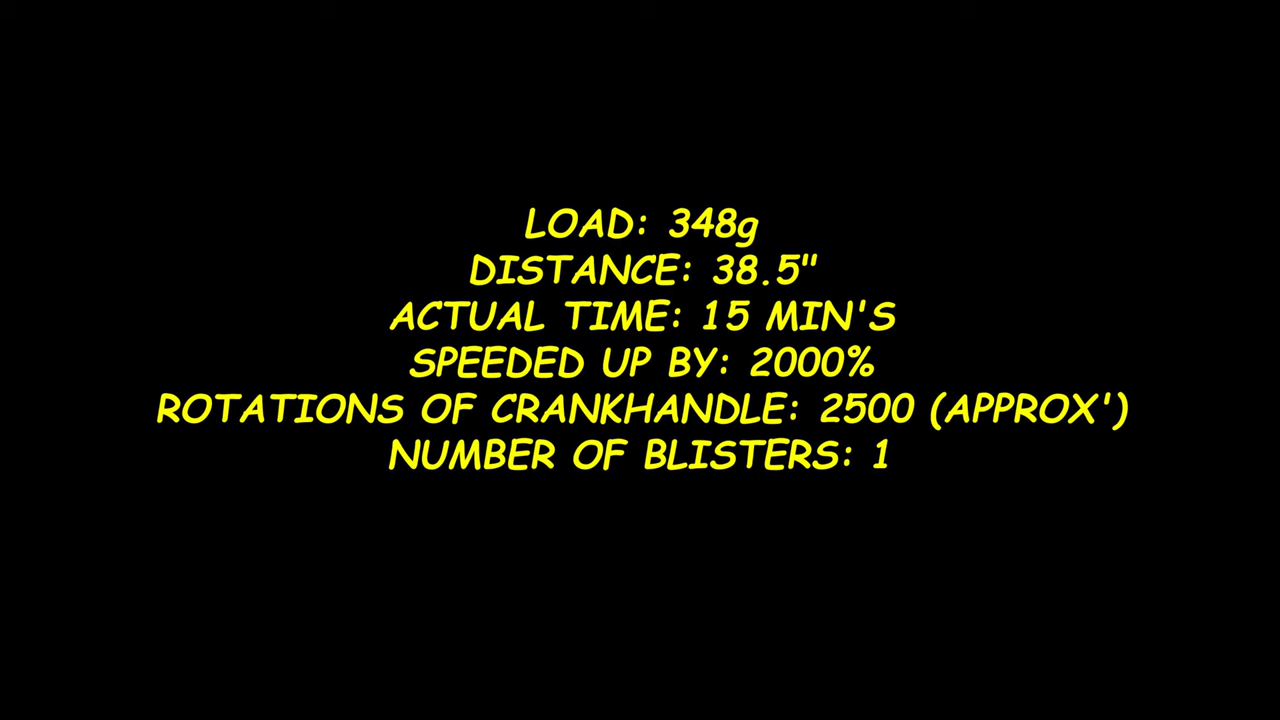 LOAD: 348g
DISTANCE: 38.5"
ACTUAL TIME: 15 MIN'S
SPEEDED UP BY: 2000%
ROTATIONS OF CRANKHANDLE: 2500 (APPROX')
NUMBER OF BLISTERS: 1